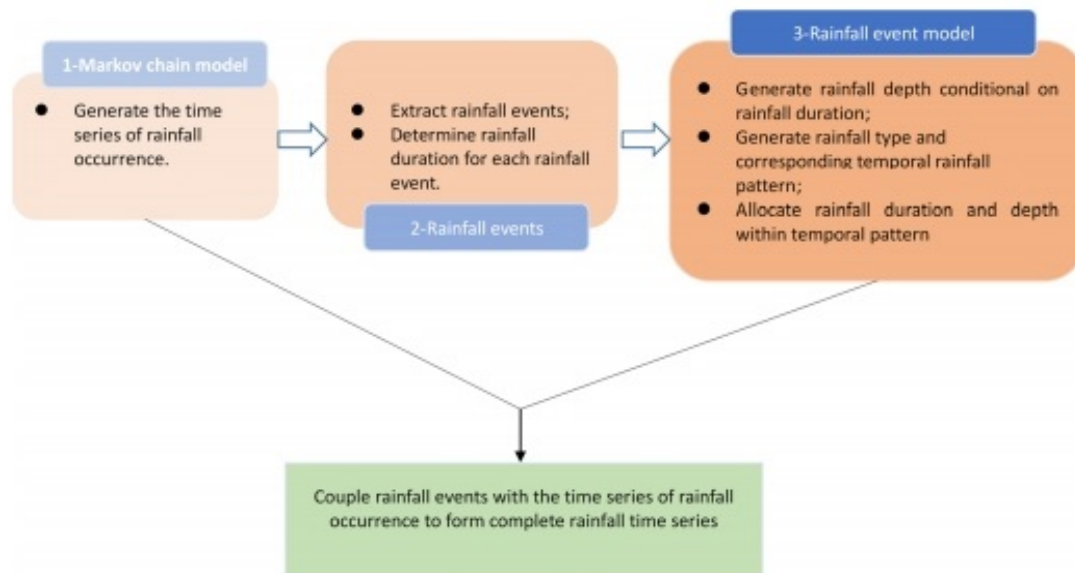 1-Markov chain model
● Generate the time
series of rainfall
occurrence.
● Extract rainfall events;
● Determine rainfall
duration for each rainfall
event.
2-Rainfall events
3-Rainfall event model
● Generate rainfall depth conditional on
rainfall duration;
● Generate rainfall type and
corresponding temporal rainfall
pattern;
● Allocate rainfall duration and depth
within temporal pattern
Couple rainfall events with the time series of rainfall
occurrence to form complete rainfall time series